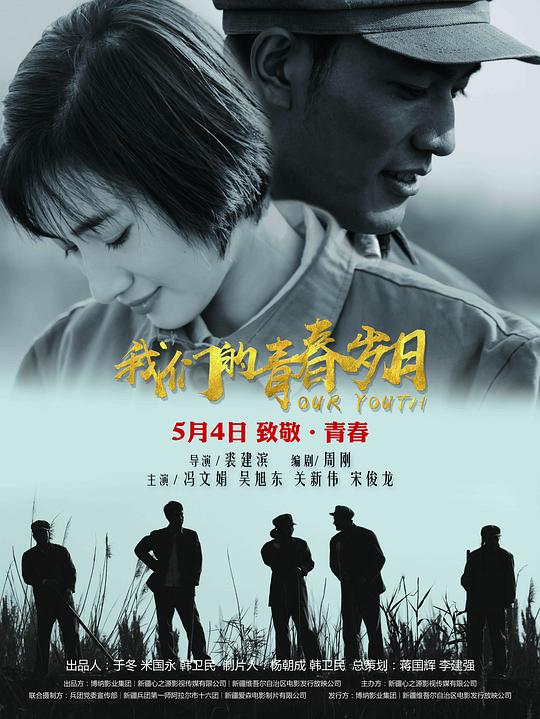 我们的青春岁月
OUR YOUTH
5月4日 致敬·青春
导演/裘建滨 编剧/周刚
主演/冯文娟 吴旭东 关新伟 宋俊龙
出品人：于冬 米国永 韩卫民 制片人：杨朝成 韩卫民 总策划：蒋国辉 李建强
出品方：博纳影业集团｜新疆心之源影视传媒有限公司｜新疆维吾尔自治区电影发行放映公司 主办方：新疆心之源影视传媒有限公司
联合摄制方：兵团党委宣传部｜新疆兵团第一师阿拉尔市十六团｜新疆爱森电影制片有限公司 发行方：博纳影业集团｜新疆维吾尔自治区电影发行放映公司